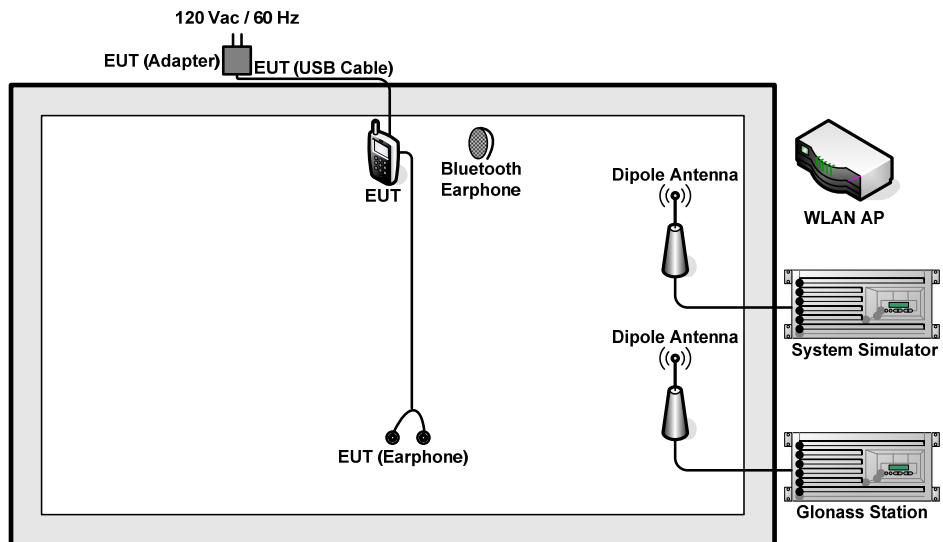 120 Vac / 60 Hz
EUT (Adapter)
EUT (USB Cable)
EUT
Bluetooth
Earphone
Dipole Antenna
WLAN AP
System Simulator
Dipole Antenna
EUT (Earphone)
Glonass Station